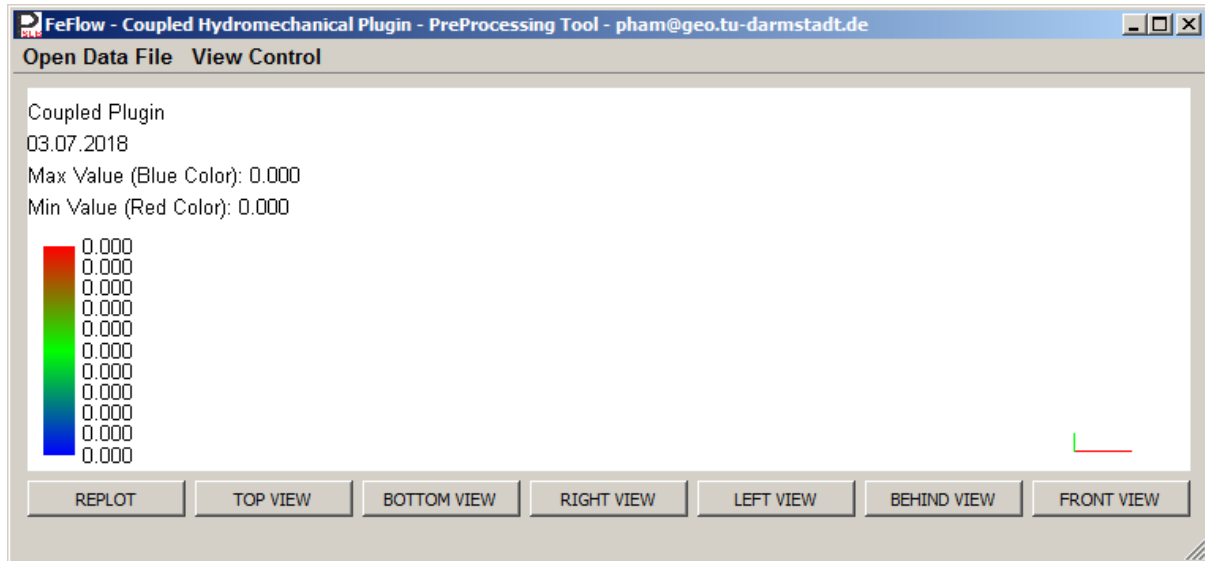 FeFlow - Coupled Hydromechanical Plugin - PreProcessing Tool - pham@geo.tu-darmstadt.de
Open Data File View Control
Coupled Plugin
03.07.2018
Max Value (Blue Color): 0.000
Min Value (Red Color): 0.000
0.000
0.000
0.000
0.000
0.000
0.000
0.000
0.000
0.000
0.000
0.000
REPLOT TOP VIEW BOTTOM VIEW RIGHT VIEW LEFT VIEW BEHIND VIEW FRONT VIEW